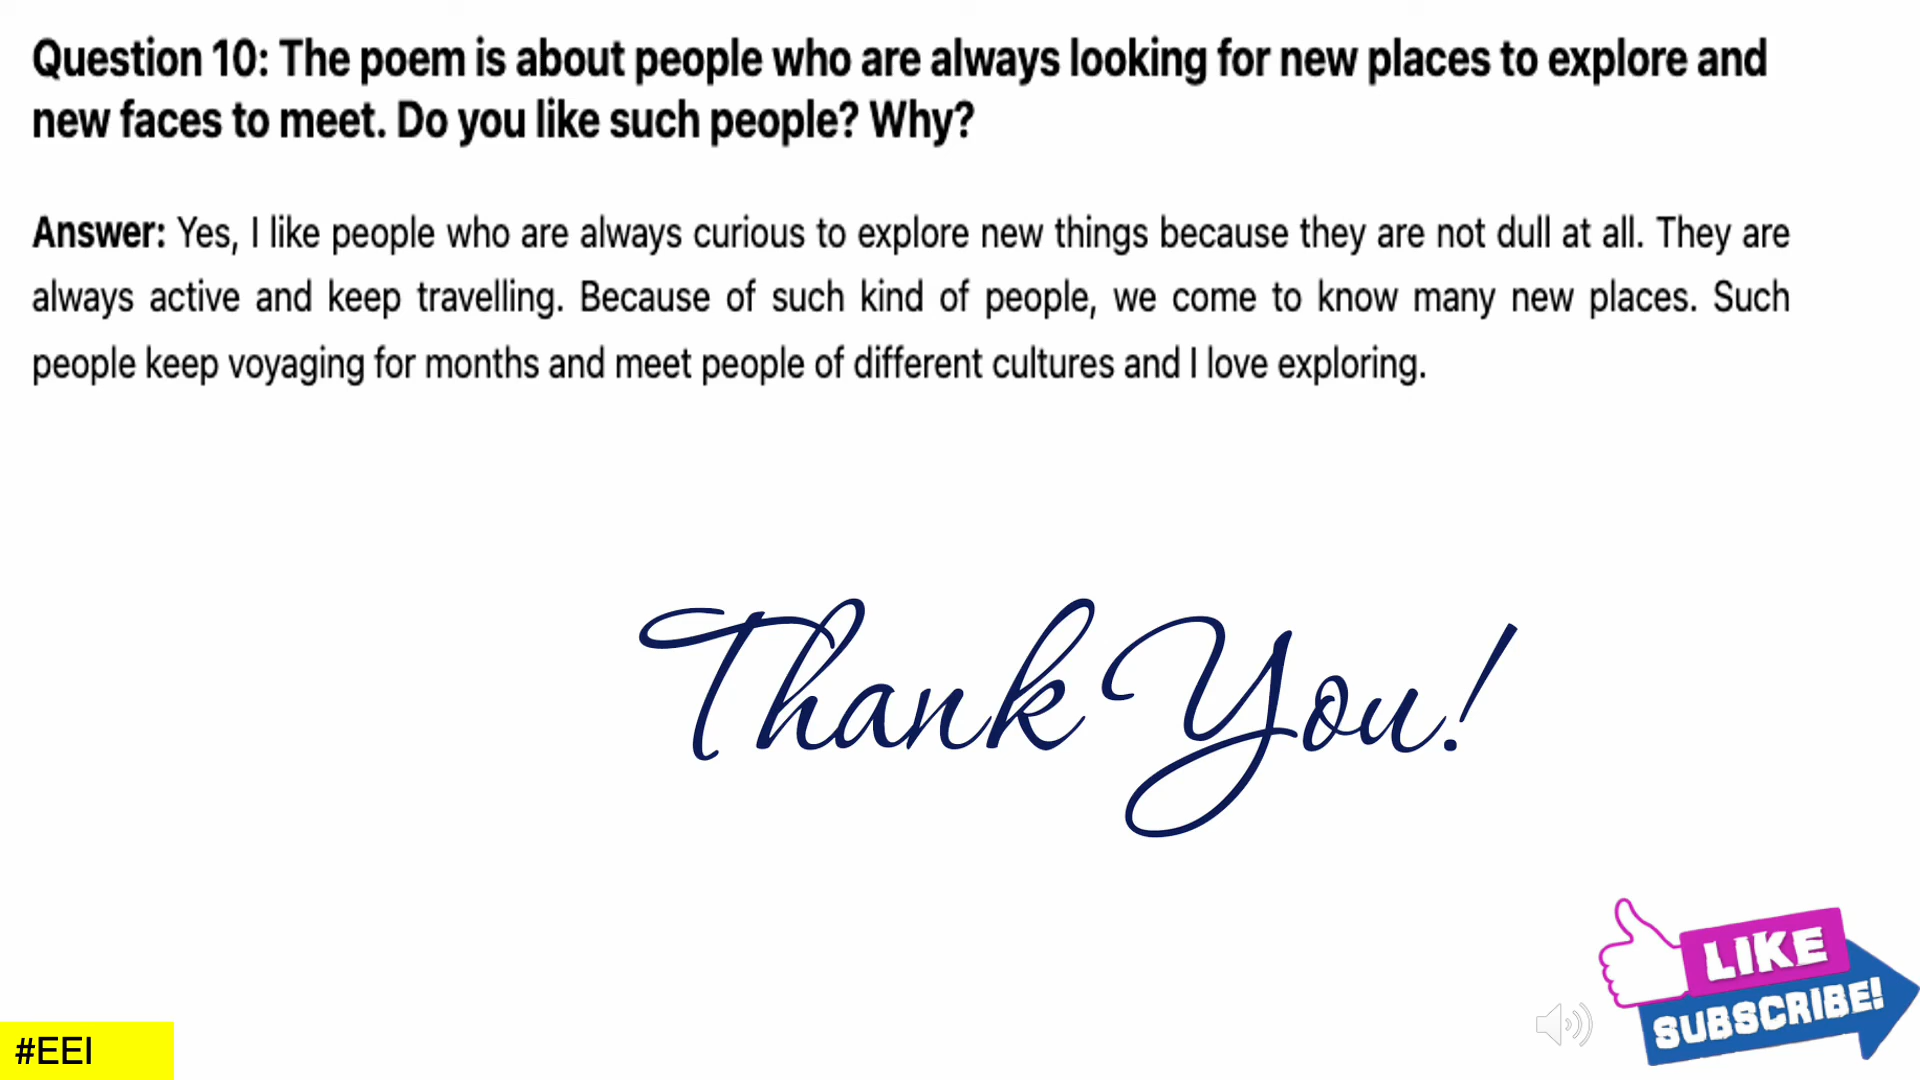 Question 10: The poem is about people who are always looking for new places to explore and
new faces to meet. Do you like such people? Why?
Answer: Yes, I like people who are always curious to explore new things because they are not dull at all. They are
always active and keep travelling. Because of such kind of people, we come to know many new places. Such
people keep voyaging for months and meet people of different cultures and I love exploring.
Thank You!
LIKE
SUBSCRIBE!
#EEI